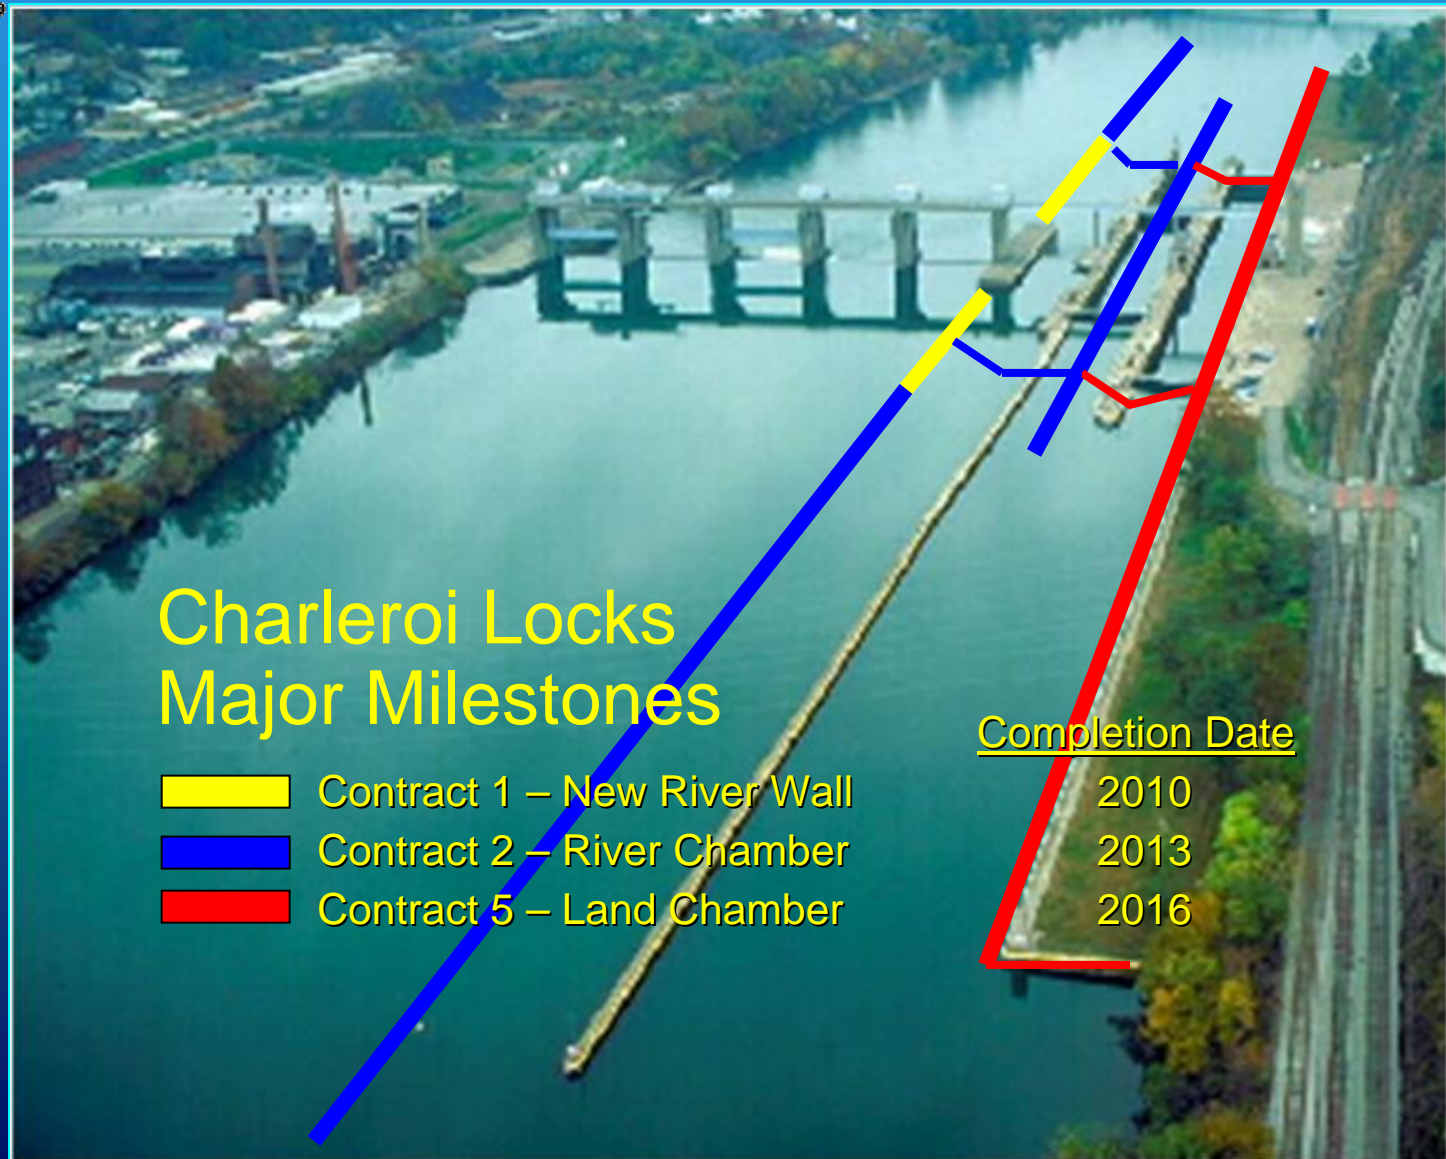 Charleroi Locks
Major Milestones
Completion Date
Contract 1 – New River Wall 2010
Contract 2 – River Chamber 2013
Contract 5 – Land Chamber 2016